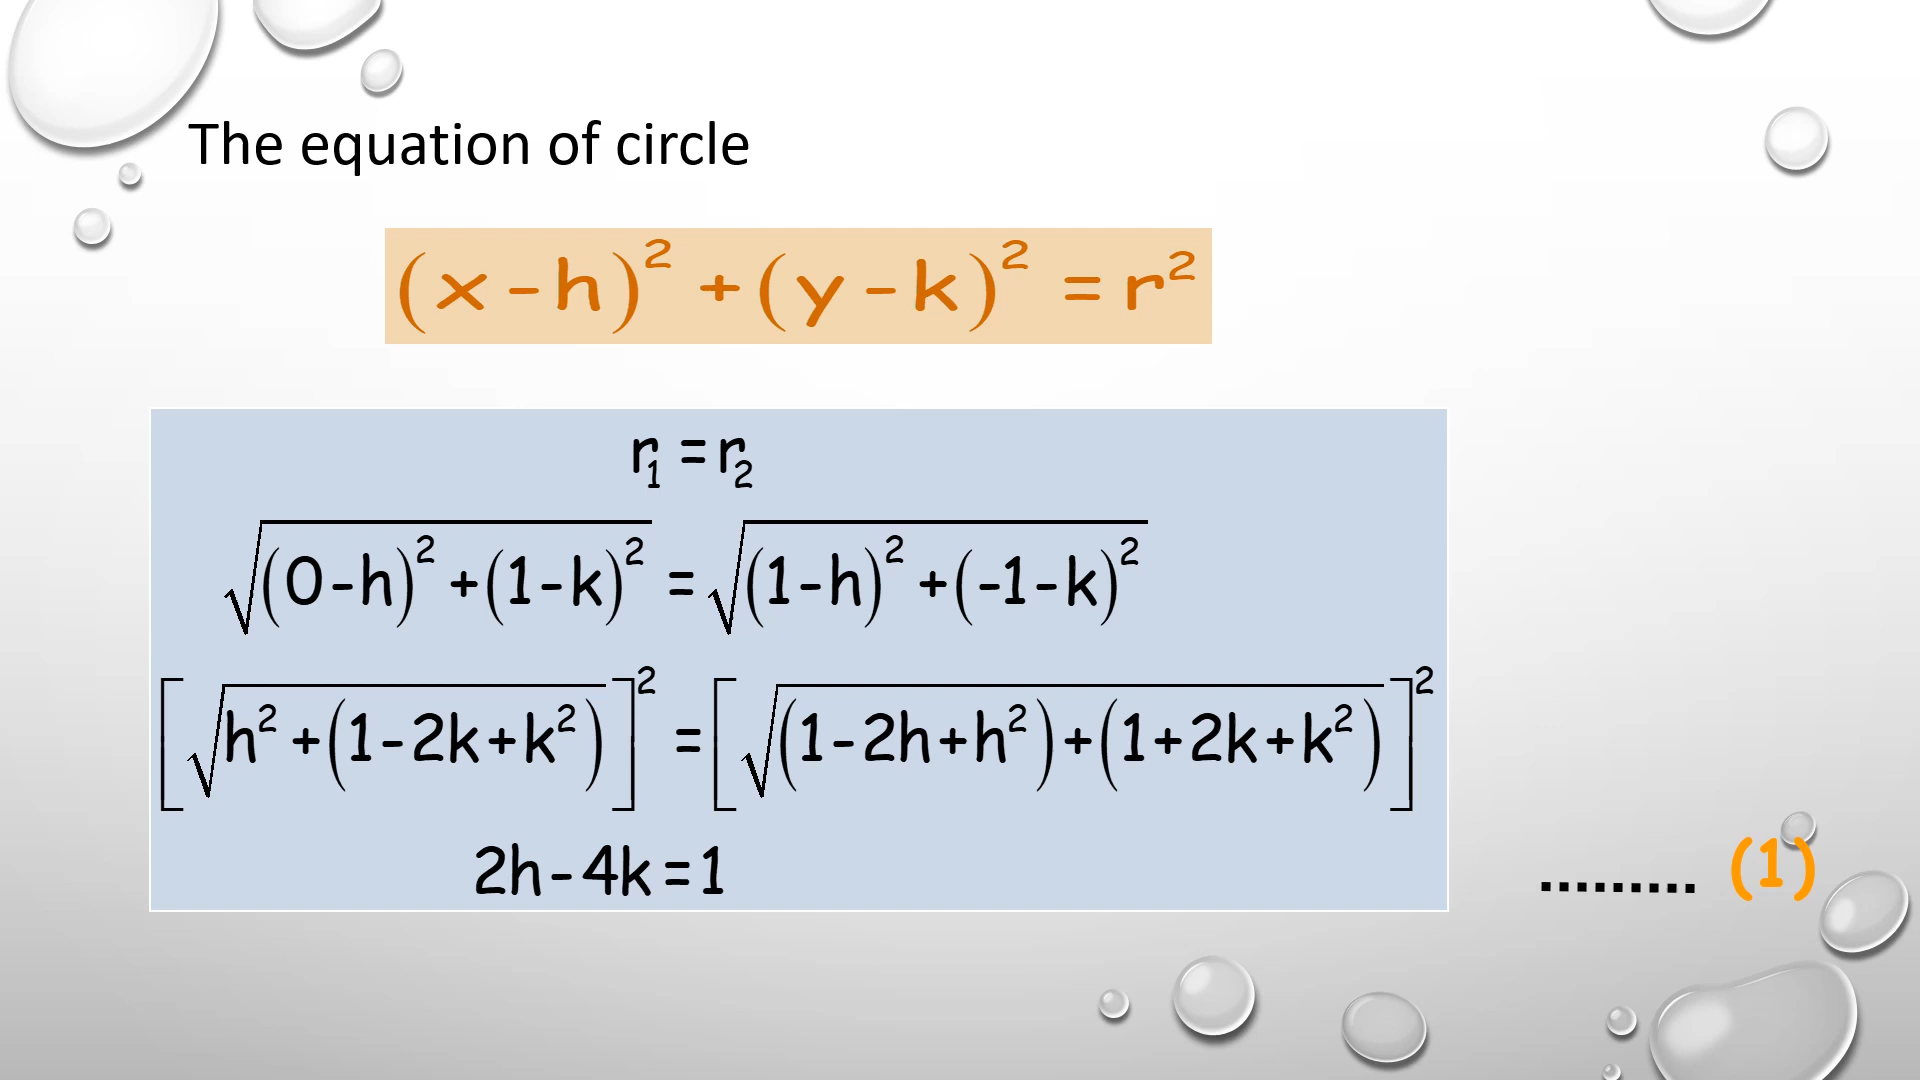 The equation of circle
(x - h)² + (y - k)² = r²
r₁ = r₂
√((0 - h)² + (1 - k)²) = √((1 - h)² + (-1 - k)²)
[√(h² + (1 - 2k + k²))]² = [√((1 - 2h + h²) + (1 + 2k + k²))]²
2h - 4k = 1 ......... (1)